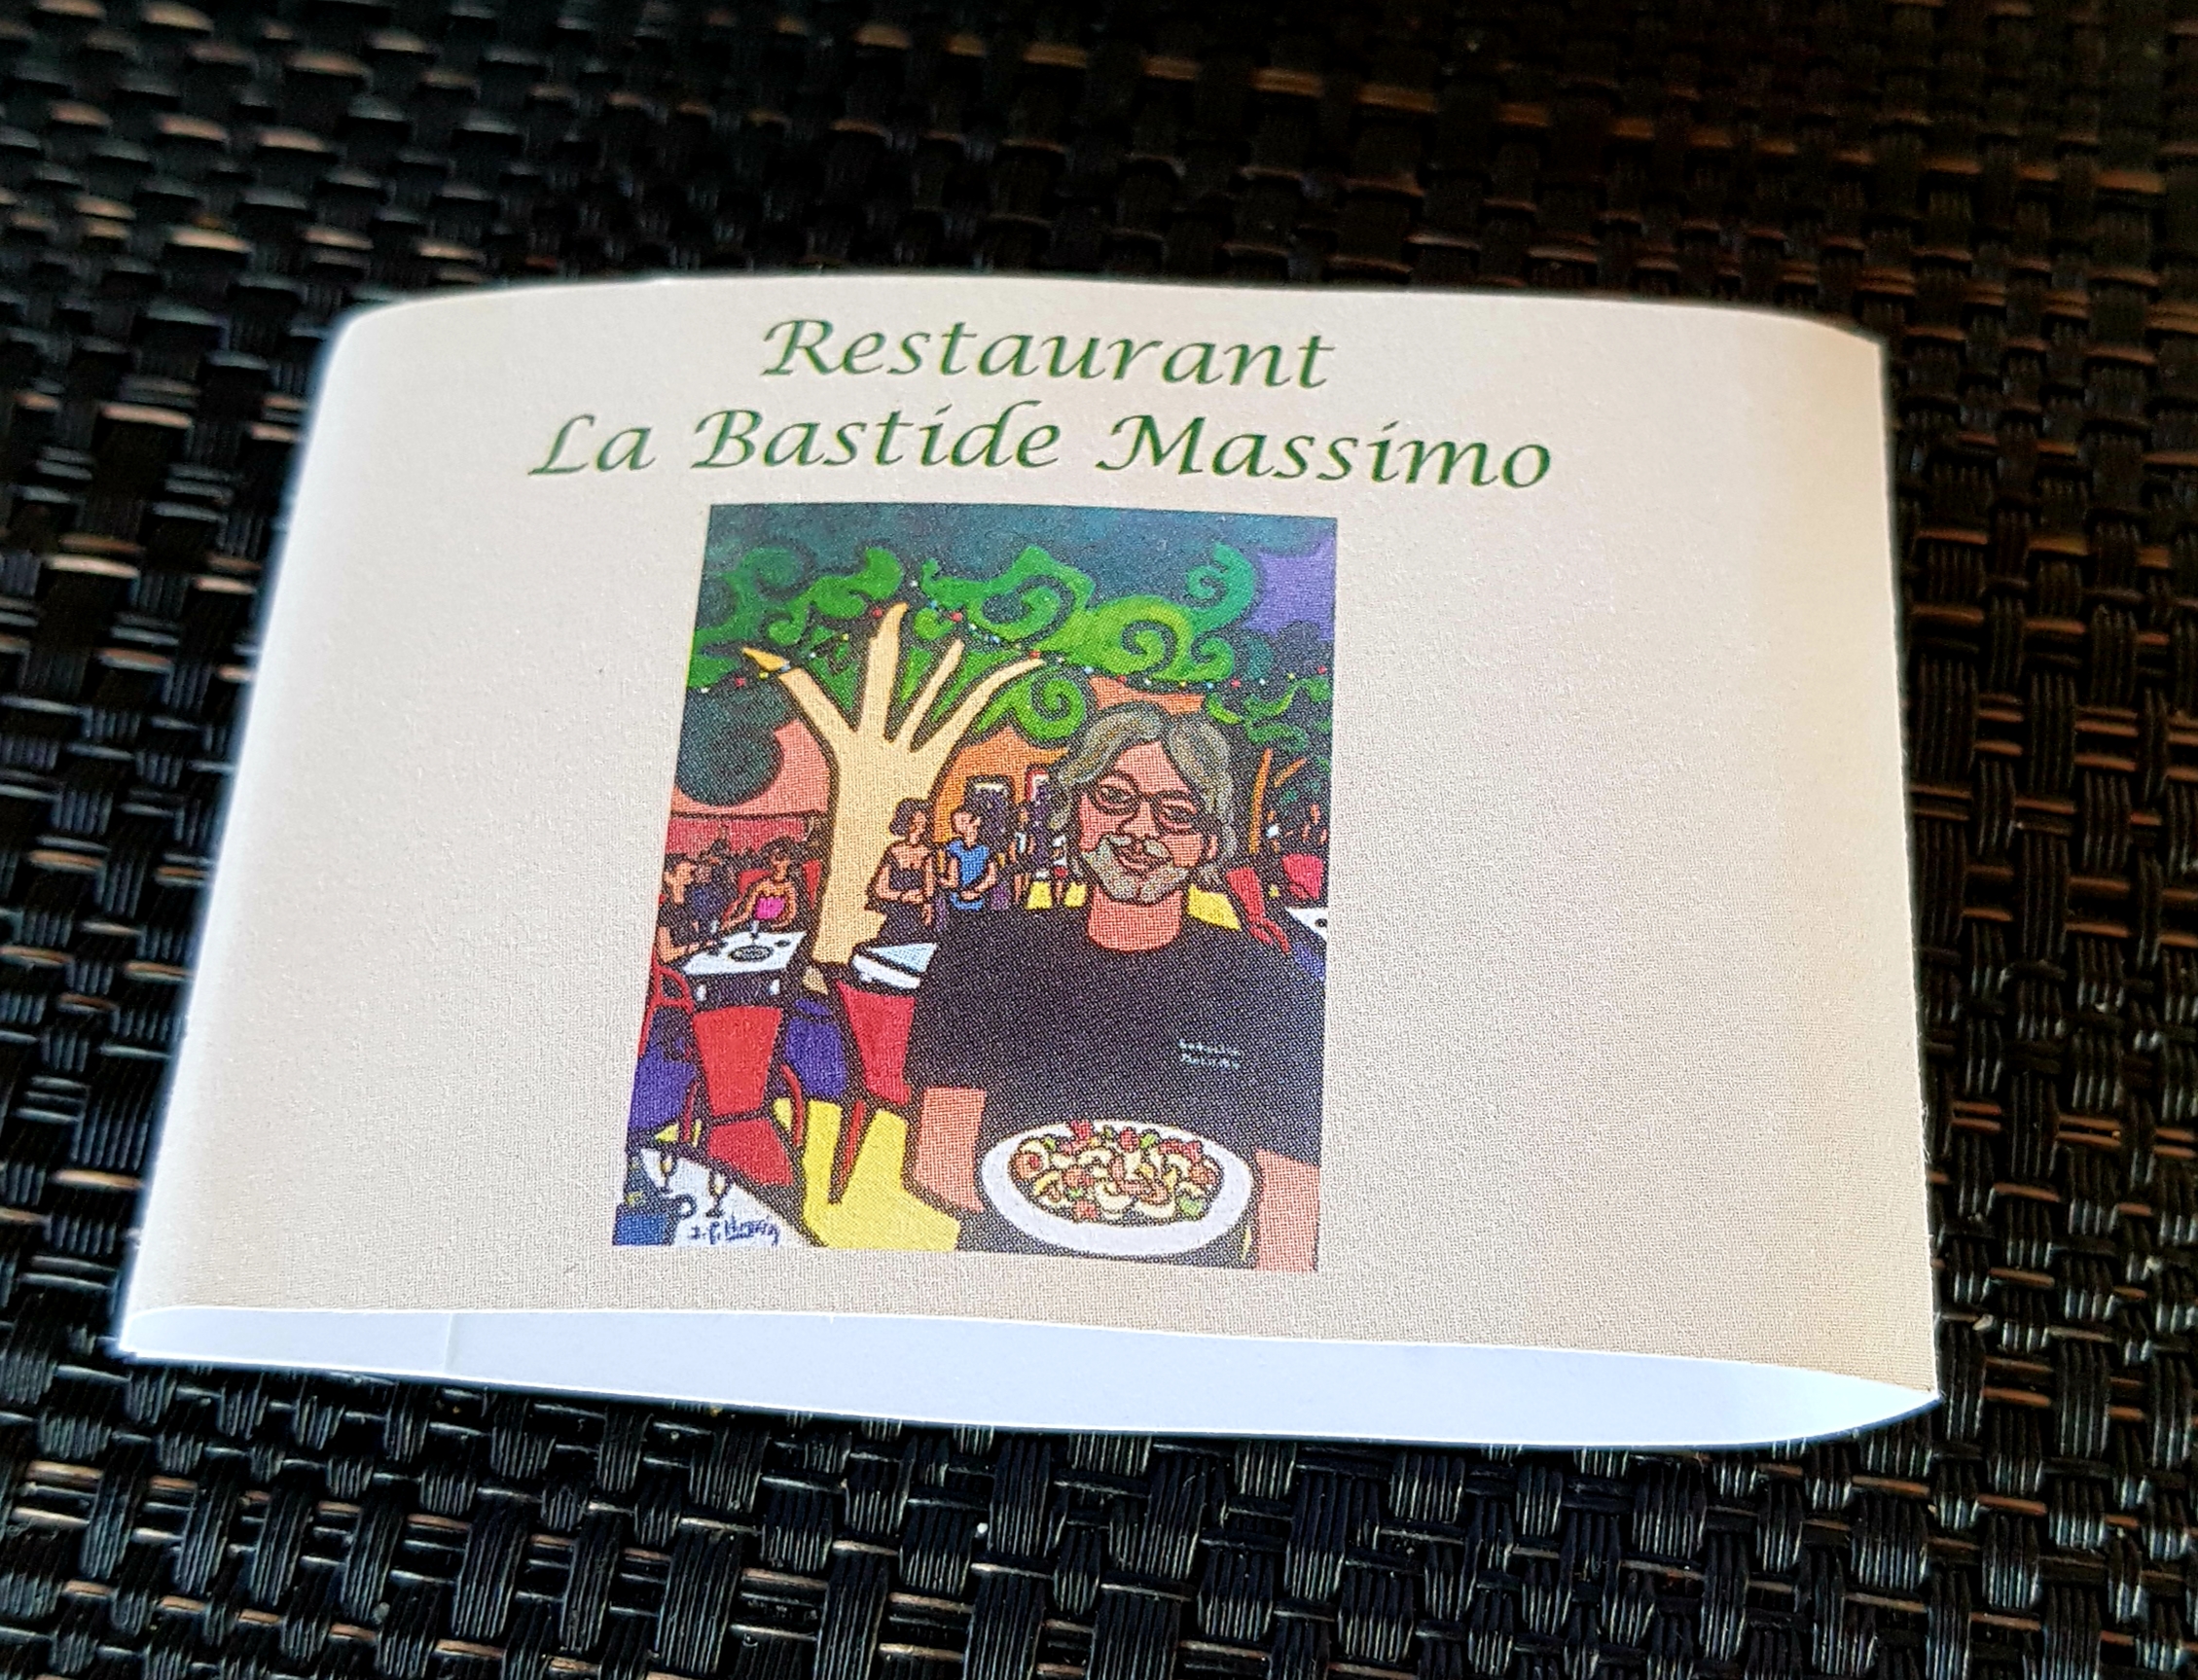 Restaurant
La Bastide Massimo